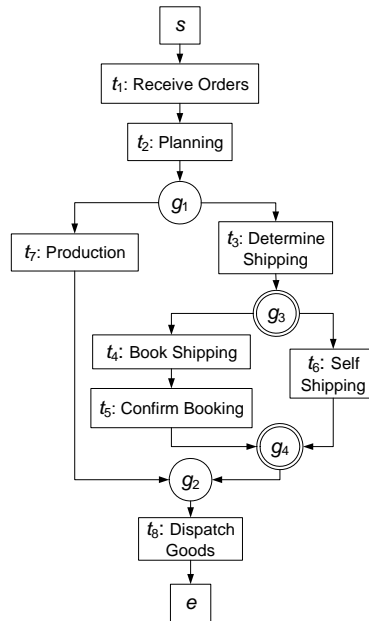 s
t₁: Receive Orders
t₂: Planning
g₁
t₇: Production
t₃: Determine
Shipping
g₃
t₄: Book Shipping
t₆: Self
Shipping
t₅: Confirm Booking
g₄
g₂
t₈: Dispatch
Goods
e